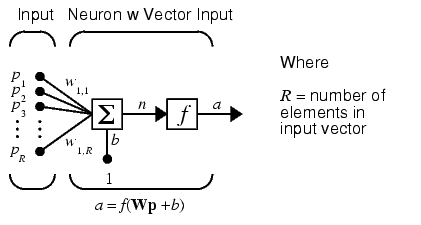 Input Neuron w Vector Input
p1
p2
p3
pR
w1,1
w1,R
Σ
n
f
a
b
1
a = f(Wp +b)
Where
R = number of
elements in
input vector